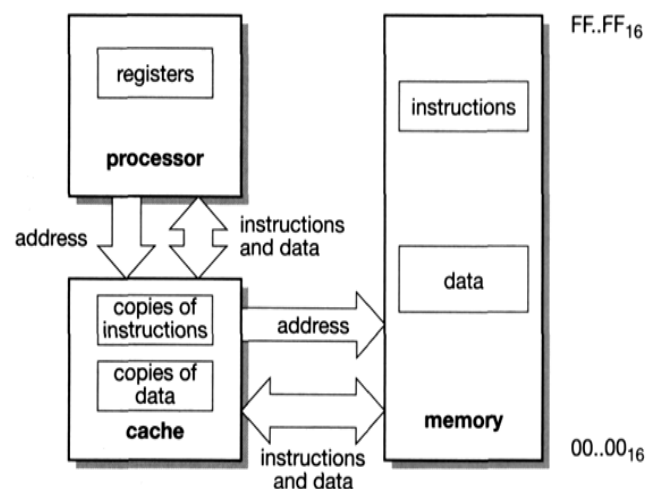 registers
processor
address
instructions
and data
copies of
instructions
copies of
data
cache
address
instructions
and data
FF..FF16
instructions
data
memory
00..0016